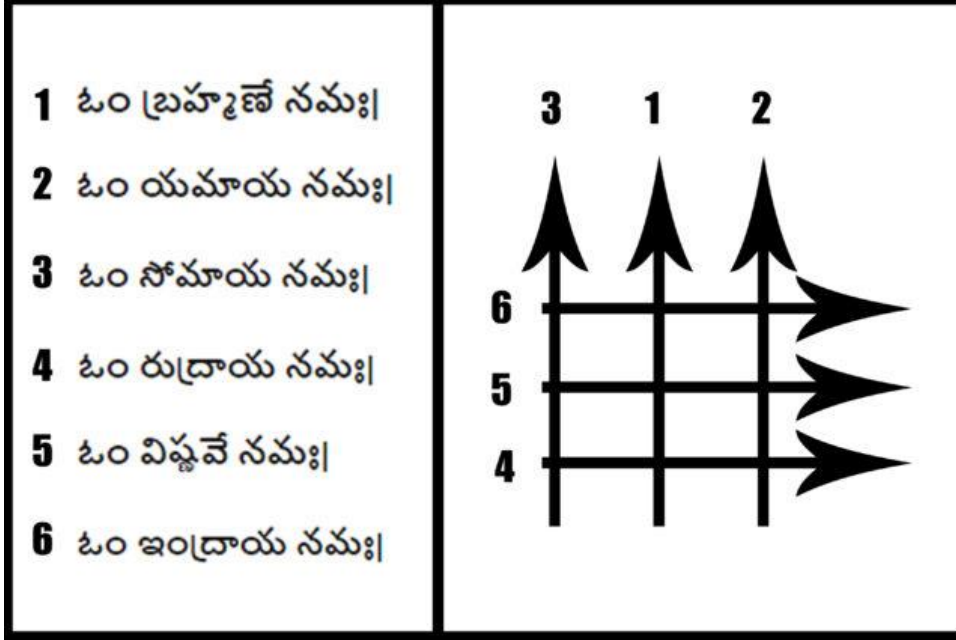 1 ఓం బ్రహ్మణే నమః|
2 ఓం యమాయ నమః|
3 ఓం సోమాయ నమః|
4 ఓం రుద్రాయ నమః|
5 ఓం విష్ణవే నమః|
6 ఓం ఇంద్రాయ నమః|
3 1 2
6
5
4